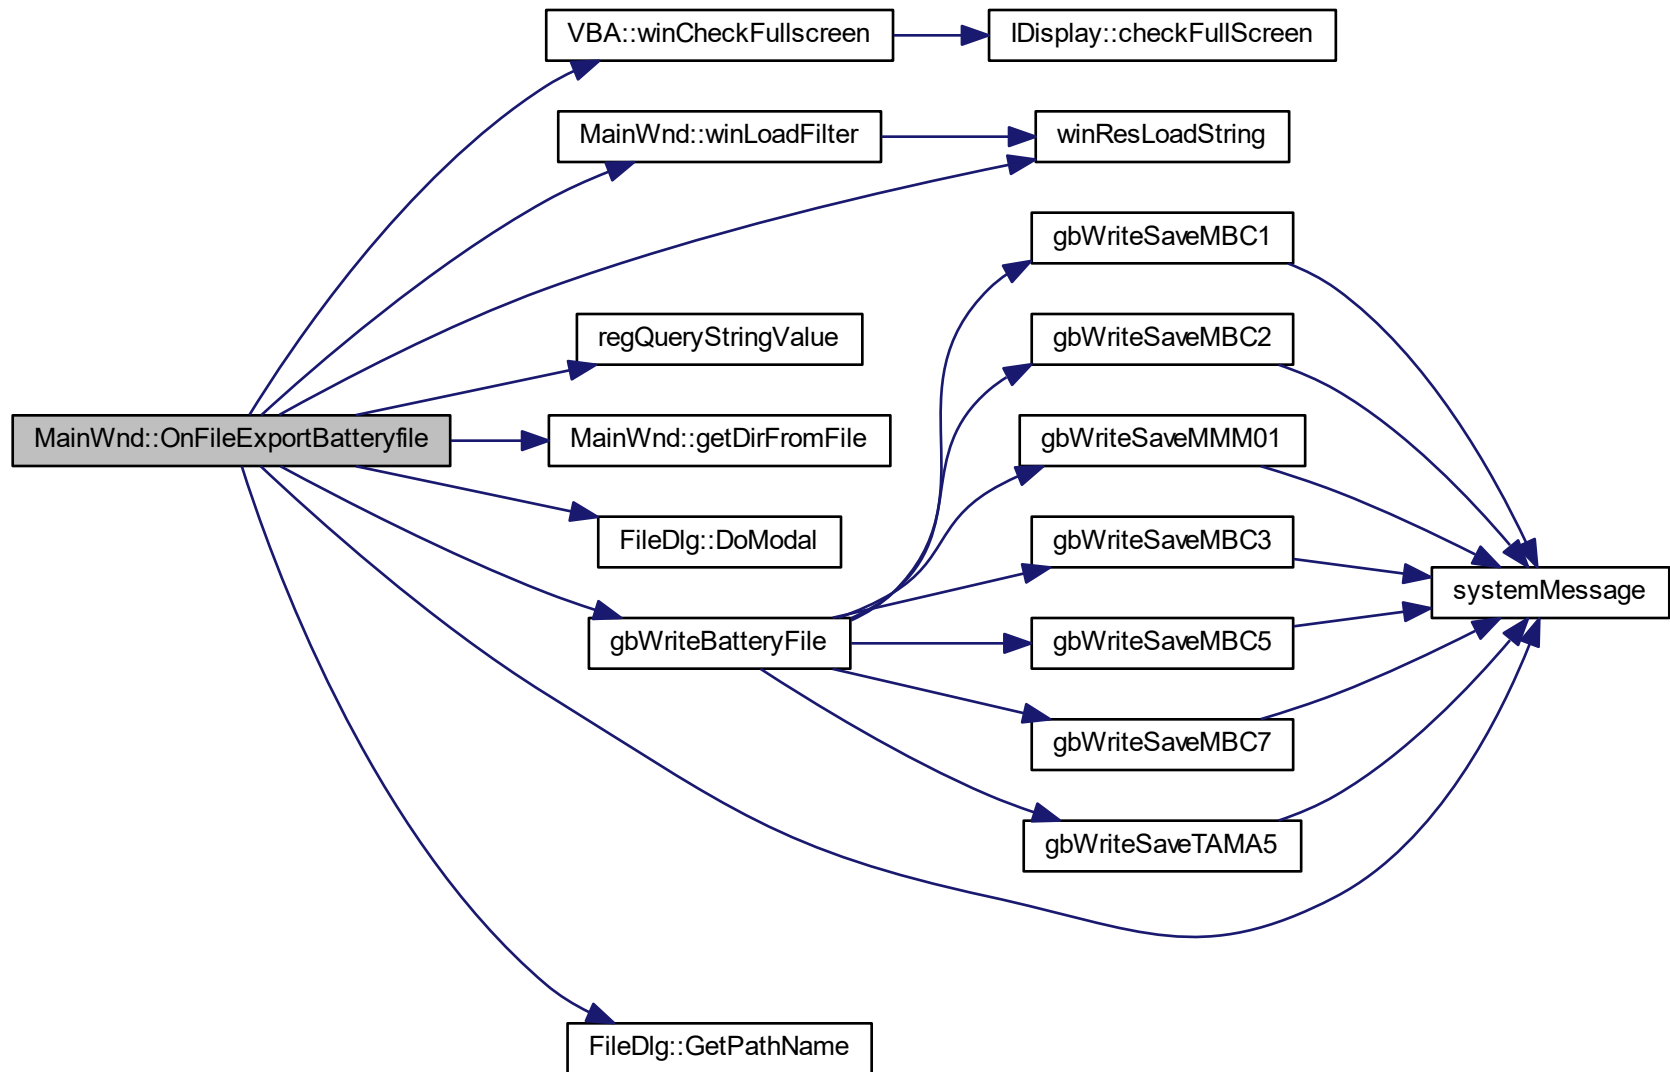 VBA::winCheckFullscreen
IDisplay::checkFullScreen
MainWnd::winLoadFilter
winResLoadString
gbWriteSaveMBC1
regQueryStringValue
gbWriteSaveMBC2
MainWnd::OnFileExportBatteryfile
MainWnd::getDirFromFile
gbWriteSaveMMM01
FileDlg::DoModal
gbWriteSaveMBC3
systemMessage
gbWriteBatteryFile
gbWriteSaveMBC5
gbWriteSaveMBC7
gbWriteSaveTAMA5
FileDlg::GetPathName